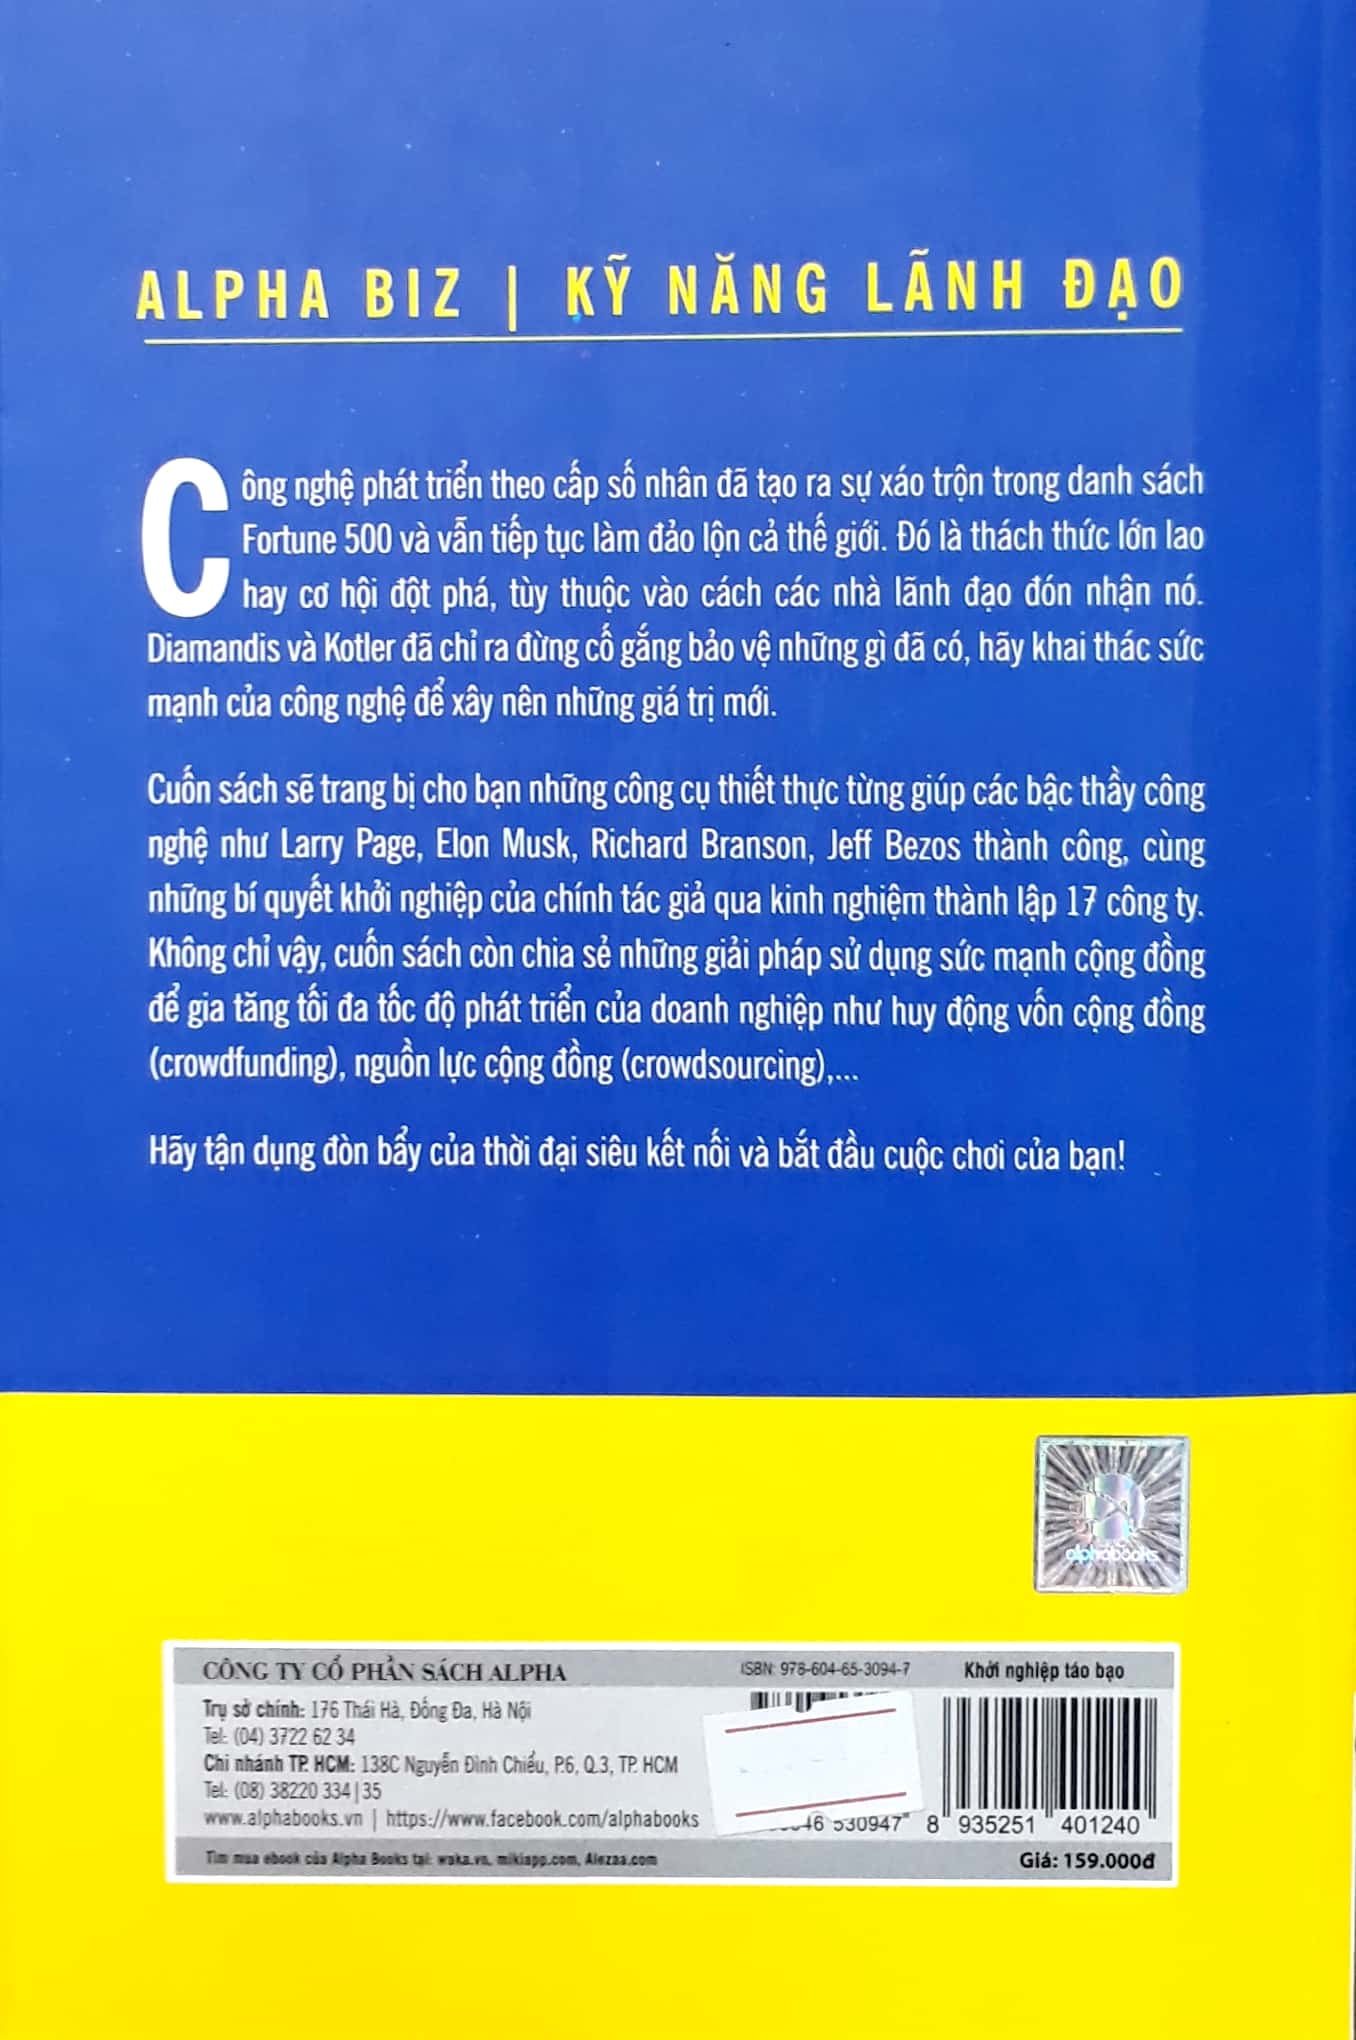 ALPHA BIZ | KỸ NĂNG LÃNH ĐẠO
Công nghệ phát triển theo cấp số nhân đã tạo ra sự xáo trộn trong danh sách
Fortune 500 và vẫn tiếp tục làm đảo lộn cả thế giới. Đó là thách thức lớn lao
hay cơ hội đột phá, tùy thuộc vào cách các nhà lãnh đạo đón nhận nó.
Diamandis và Kotler đã chỉ ra đừng cố gắng bảo vệ những gì đã có, hãy khai thác sức
mạnh của công nghệ để xây nên những giá trị mới.
Cuốn sách sẽ trang bị cho bạn những công cụ thiết thực từng giúp các bậc thầy công
nghệ như Larry Page, Elon Musk, Richard Branson, Jeff Bezos thành công, cùng
những bí quyết khởi nghiệp của chính tác giả qua kinh nghiệm thành lập 17 công ty.
Không chỉ vậy, cuốn sách còn chia sẻ những giải pháp sử dụng sức mạnh cộng đồng
để gia tăng tối đa tốc độ phát triển của doanh nghiệp như huy động vốn cộng đồng
(crowdfunding), nguồn lực cộng đồng (crowdsourcing),...
Hãy tận dụng đòn bẩy của thời đại siêu kết nối và bắt đầu cuộc chơi của bạn!
alphabooks
CÔNG TY CỔ PHẦN SÁCH ALPHA
Trụ sở chính: 176 Thái Hà, Đống Đa, Hà Nội
Tel: (04) 3722 62 34
Chi nhánh TP. HCM: 138C Nguyễn Đình Chiểu, P.6, Q.3, TP. HCM
Tel: (08) 38220 334 | 35
www.alphabooks.vn | https://www.facebook.com/alphabooks
Tìm mua ebook của Alpha Books tại: waka.vn, mikiapp.com, Alezaa.com
ISBN: 978-604-65-3094-7
Khởi nghiệp táo bạo
46 530947
8 935251 401240
Giá: 159.000đ